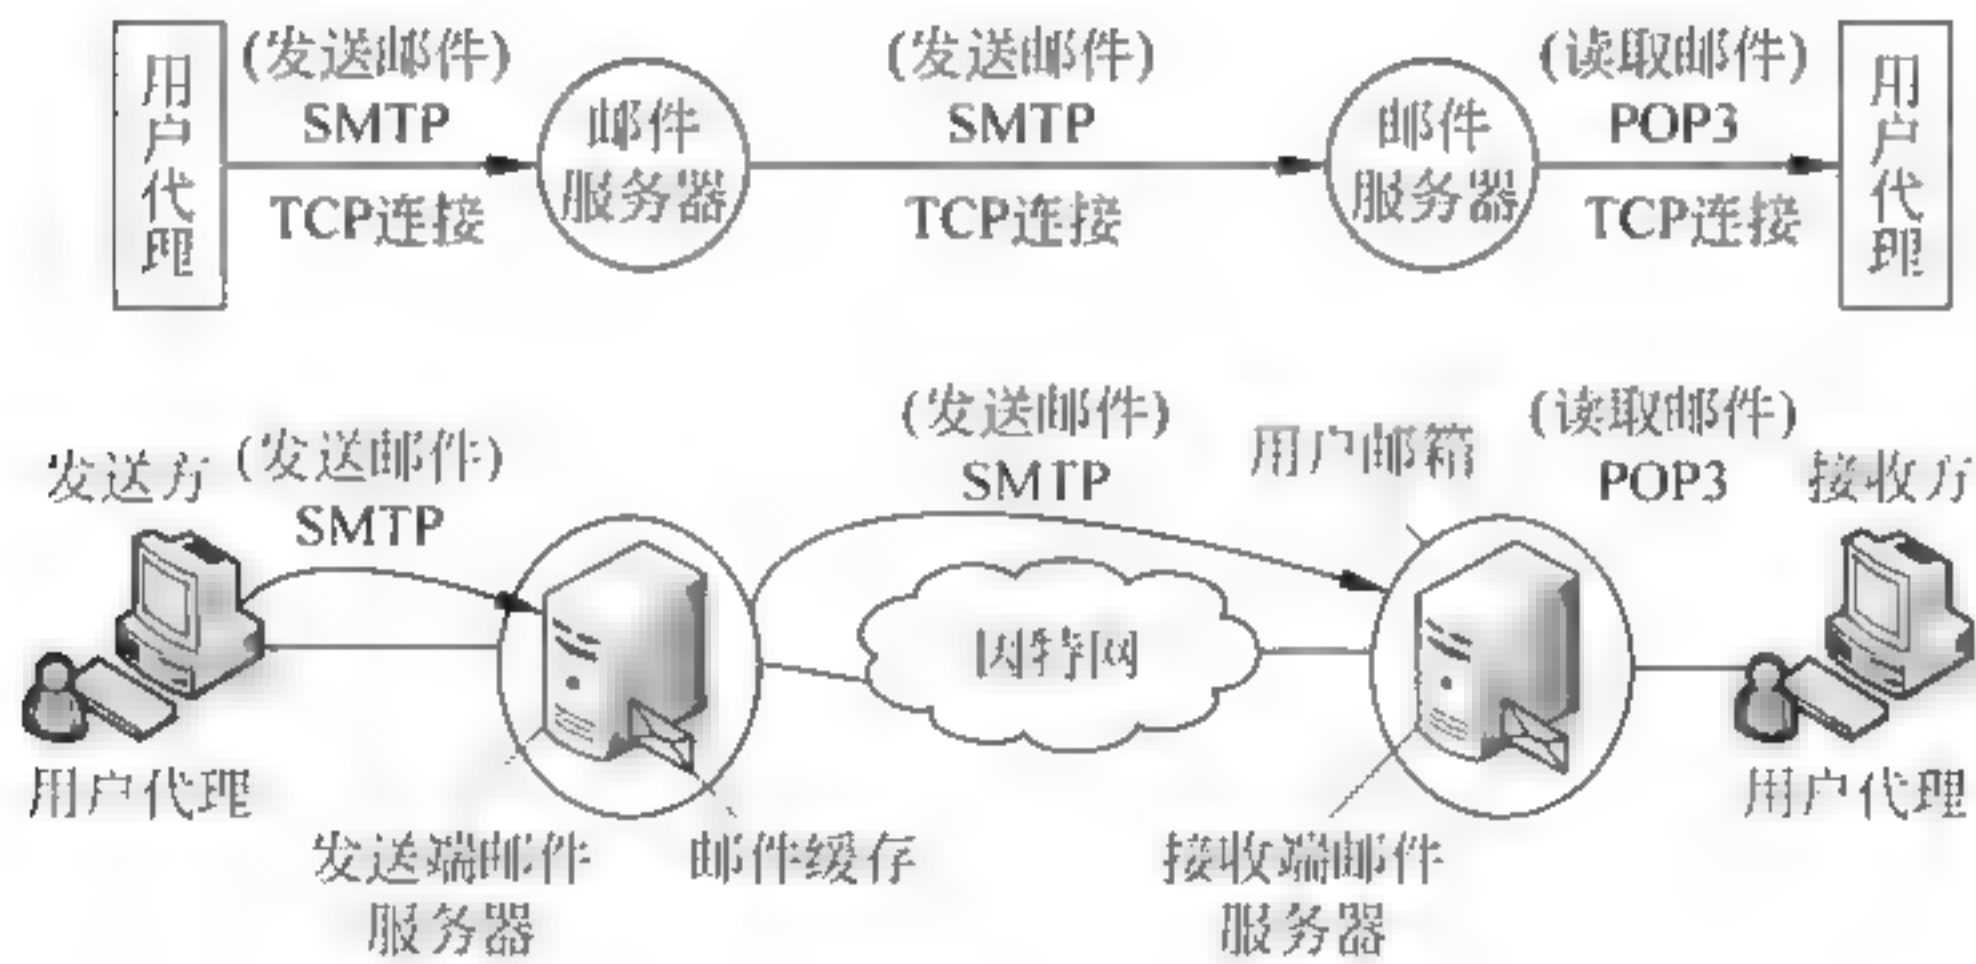 用户代理
(发送邮件)
SMTP
TCP连接
邮件
服务器
(发送邮件)
SMTP
TCP连接
邮件
服务器
(读取邮件)
POP3
TCP连接
用户代理
发送方
(发送邮件)
SMTP
(发送邮件)
SMTP
用户邮箱
(读取邮件)
POP3
接收方
因特网
用户代理
发送端邮件
服务器
邮件缓存
接收端邮件
服务器
用户代理